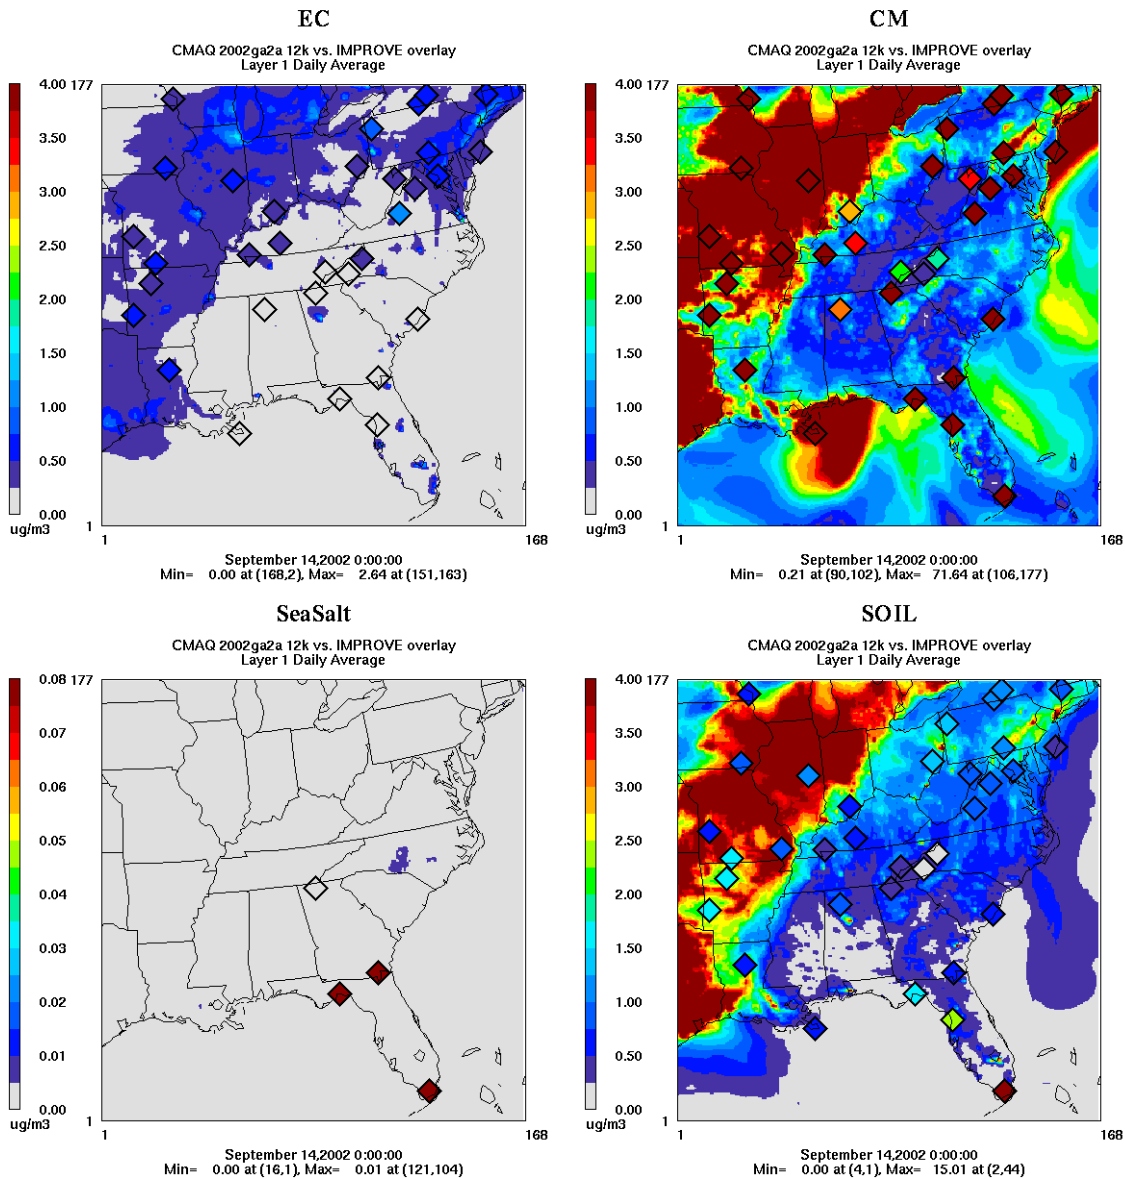 EC
CMAQ 2002ga2a 12k vs. IMPROVE overlay
Layer 1 Daily Average
4.00 177
3.50
3.00
2.50
2.00
1.50
1.00
0.50
0.00
ug/m3
1
1 168
September 14,2002 0:00:00
Min= 0.00 at (168,2), Max= 2.64 at (151,163)
CM
CMAQ 2002ga2a 12k vs. IMPROVE overlay
Layer 1 Daily Average
4.00 177
3.50
3.00
2.50
2.00
1.50
1.00
0.50
0.00
ug/m3
1
1 168
September 14,2002 0:00:00
Min= 0.21 at (90,102), Max= 71.64 at (106,177)
SeaSalt
CMAQ 2002ga2a 12k vs. IMPROVE overlay
Layer 1 Daily Average
0.08 177
0.07
0.06
0.05
0.04
0.03
0.02
0.01
0.00
ug/m3
1
1 168
September 14,2002 0:00:00
Min= 0.00 at (16,1), Max= 0.01 at (121,104)
SOIL
CMAQ 2002ga2a 12k vs. IMPROVE overlay
Layer 1 Daily Average
4.00 177
3.50
3.00
2.50
2.00
1.50
1.00
0.50
0.00
ug/m3
1
1 168
September 14,2002 0:00:00
Min= 0.00 at (4,1), Max= 15.01 at (2,44)